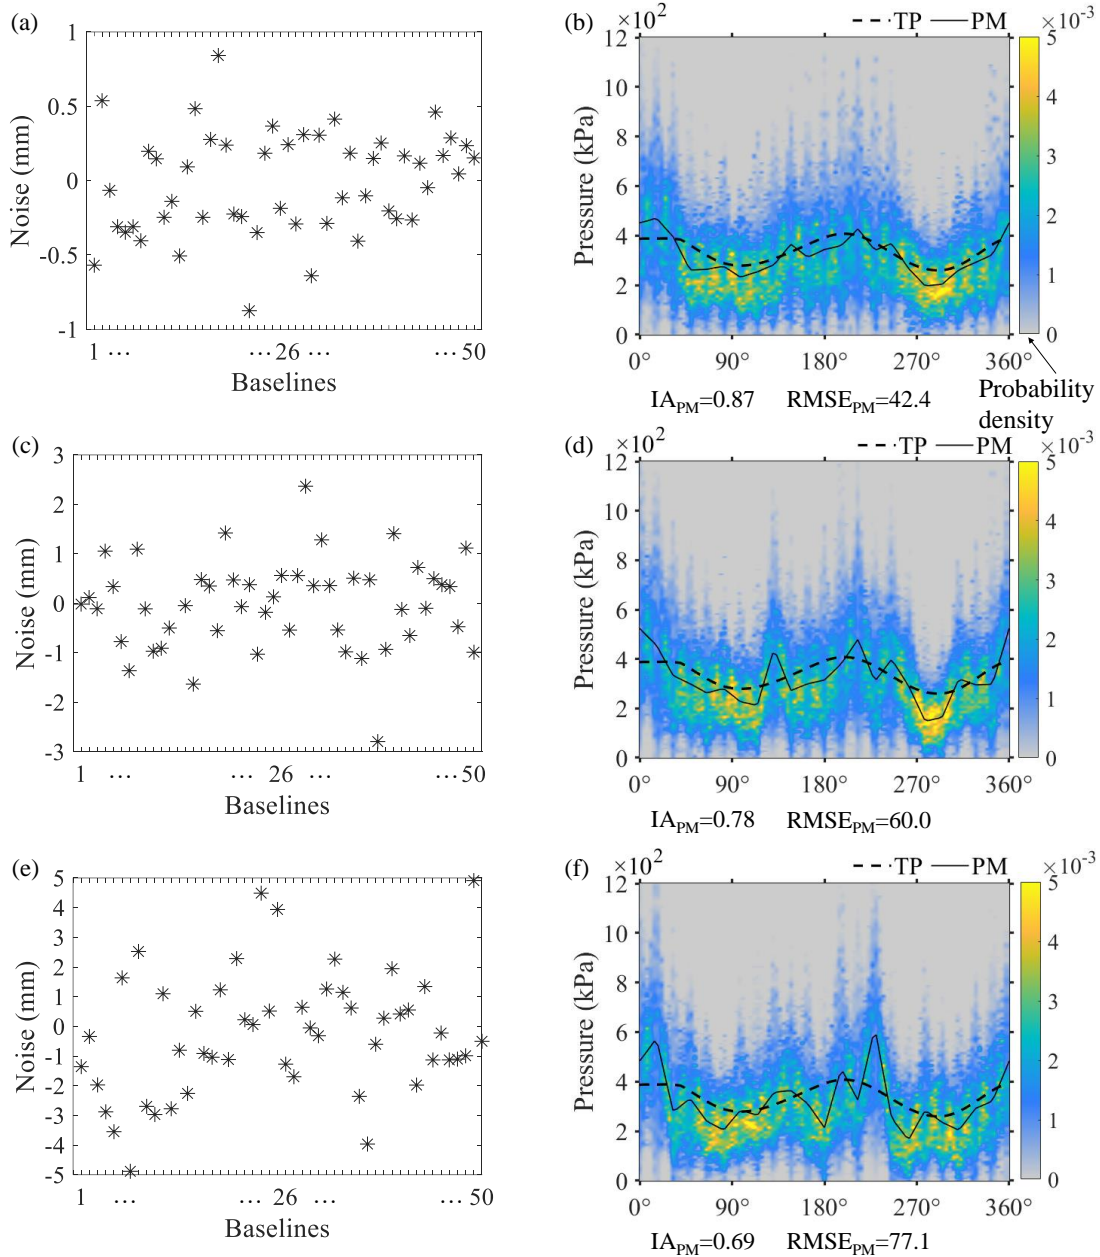 (a)
1
0.5
0
-0.5
-1
Noise (mm)
1 ... ... 26 ... ... 50
Baselines
(b)
×10²
TP PM
×10⁻³
12
10
8
6
4
2
0
Pressure (kPa)
0° 90° 180° 270° 360°
5
4
3
2
1
0
Probability
density
IA_PM=0.87 RMSE_PM=42.4
(c)
3
2
1
0
-1
-2
-3
Noise (mm)
1 ... ... 26 ... ... 50
Baselines
(d)
×10²
TP PM
×10⁻³
12
10
8
6
4
2
0
Pressure (kPa)
0° 90° 180° 270° 360°
5
4
3
2
1
0
IA_PM=0.78 RMSE_PM=60.0
(e)
5
4
3
2
1
0
-1
-2
-3
-4
-5
Noise (mm)
1 ... ... 26 ... ... 50
Baselines
(f)
×10²
TP PM
×10⁻³
12
10
8
6
4
2
0
Pressure (kPa)
0° 90° 180° 270° 360°
5
4
3
2
1
0
IA_PM=0.69 RMSE_PM=77.1